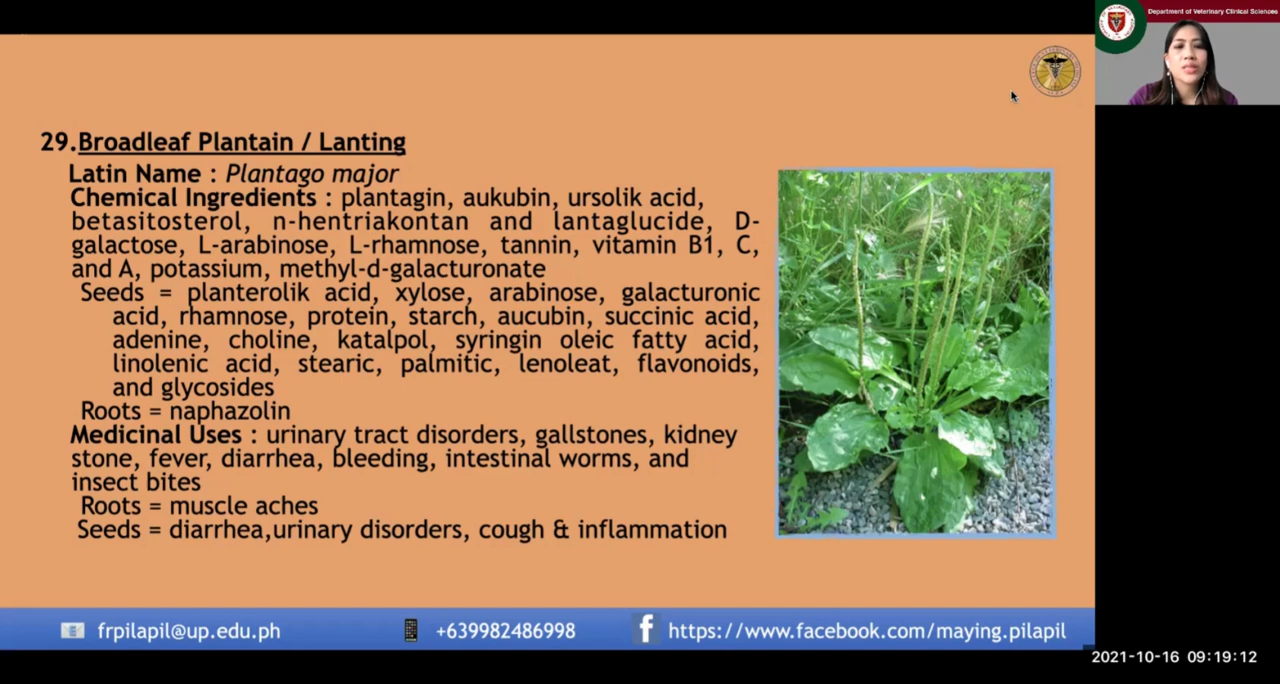 Department of Veterinary Clinical Sciences
29.Broadleaf Plantain / Lanting
Latin Name : Plantago major
Chemical Ingredients : plantagin, aukubin, ursolik acid,
betasitosterol, n-hentriakontan and lantaglucide, D-
galactose, L-arabinose, L-rhamnose, tannin, vitamin B1, C,
and A, potassium, methyl-d-galacturonate
Seeds = planterolik acid, xylose, arabinose, galacturonic
acid, rhamnose, protein, starch, aucubin, succinic acid,
adenine, choline, katalpol, syringin oleic fatty acid,
linolenic acid, stearic, palmitic, lenoleat, flavonoids,
and glycosides
Roots = naphazolin
Medicinal Uses : urinary tract disorders, gallstones, kidney
stone, fever, diarrhea, bleeding, intestinal worms, and
insect bites
Roots = muscle aches
Seeds = diarrhea,urinary disorders, cough & inflammation
frpilapil@up.edu.ph
+639982486998
f https://www.facebook.com/maying.pilapil
2021-10-16 09:19:12